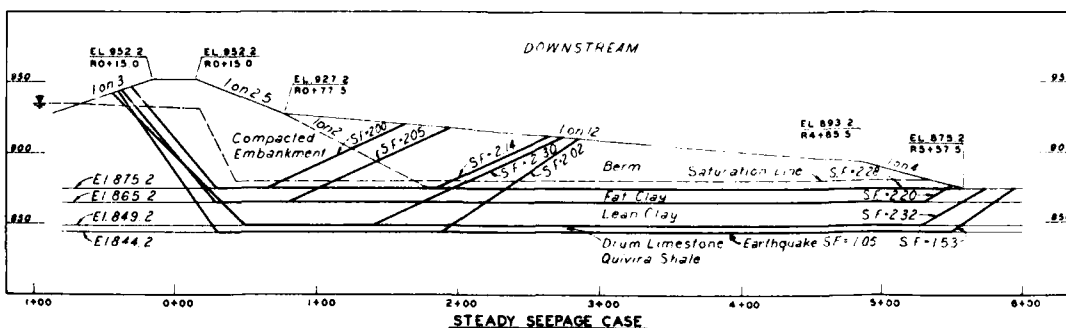 DOWNSTREAM
EL 952.2
R0+15.0
EL 952.2
R0+15.0
EL 927.2
R0+77.5
EL 893.2
R4+85.5
EL 875.2
R5+57.5
950
900
850
1 on 3
1 on 2.5
1 on 2
1 on 12
1 on 4
Compacted
Embankment
SF=2.00
SF=2.05
SF=2.14
SF=2.30
SF=2.02
Berm
Saturation Line
SF=2.28
El.875.2
El.865.2
El.849.2
El.844.2
Fat Clay
SF=2.20
Lean Clay
SF=2.32
Drum Limestone
Quivira Shale
Earthquake SF=1.05
SF=1.53
1+00
0+00
1+00
2+00
3+00
4+00
5+00
6+00
STEADY SEEPAGE CASE